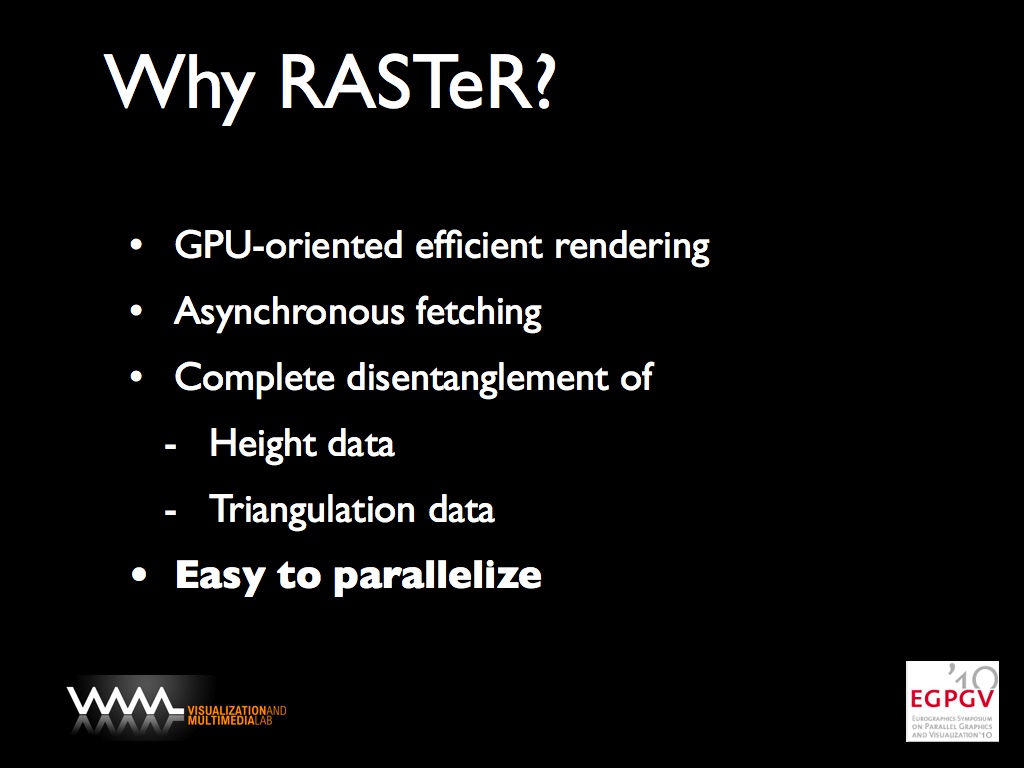 Why RASTeR?
• GPU-oriented efficient rendering
• Asynchronous fetching
• Complete disentanglement of
- Height data
- Triangulation data
• Easy to parallelize
VISUALIZATIONAND
MULTIMEDIALAB
'10
EGPGV
EUROGRAPHICS SYMPOSIUM
ON PARALLEL GRAPHICS
AND VISUALIZATION'10